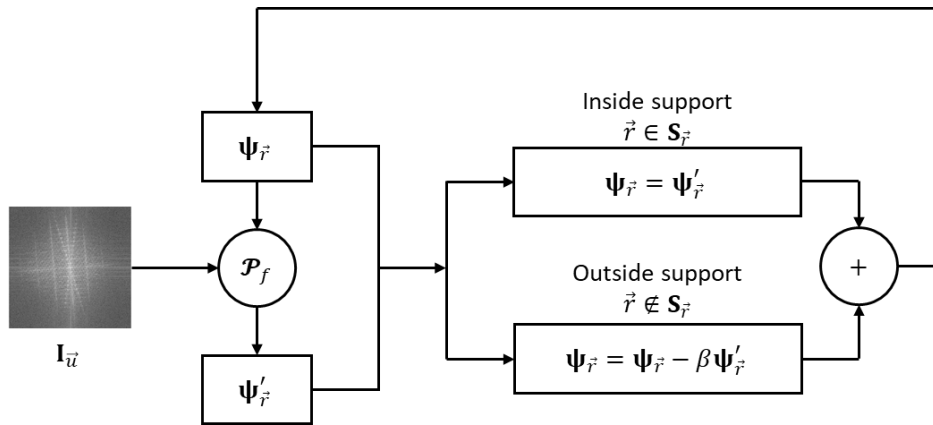 Inside support
r⃗ ∈ S_r⃗
ψ_r⃗
ψ_r⃗ = ψ′_r⃗
𝓟_f
+
Outside support
r⃗ ∉ S_r⃗
I_u⃗
ψ_r⃗ = ψ_r⃗ − βψ′_r⃗
ψ′_r⃗